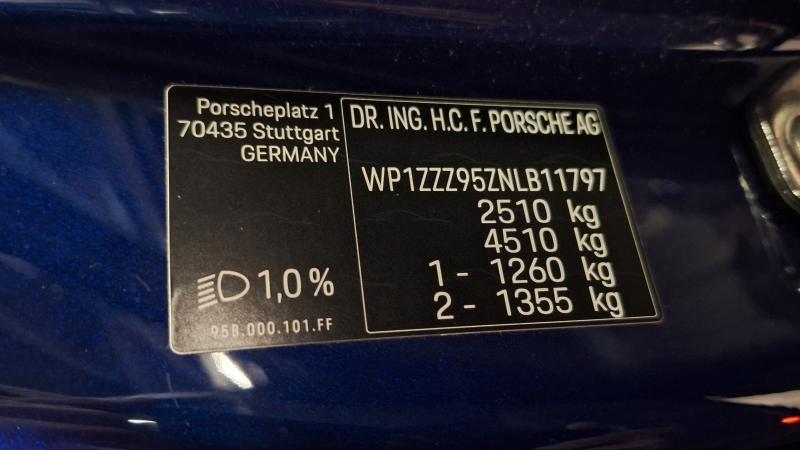 Porscheplatz 1
70435 Stuttgart
GERMANY
1,0 %
95B.000.101.FF
DR. ING. H.C. F. PORSCHE AG
WP1ZZZ95ZNLB11797
2510 kg
4510 kg
1 - 1260 kg
2 - 1355 kg